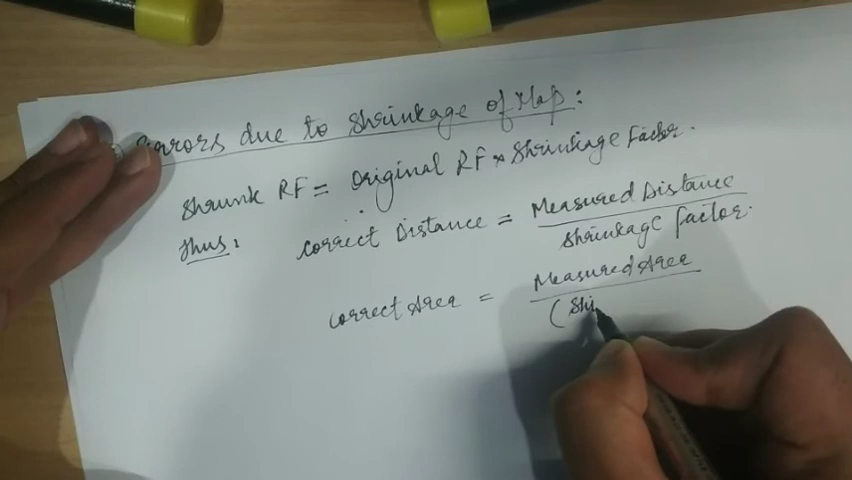 Errors due to Shrinkage of Map:
Shrunk RF = Original RF × Shrinkage Factor.
Thus: Correct Distance = Measured Distance / Shrinkage factor.
Correct Area = Measured Area / (Shi